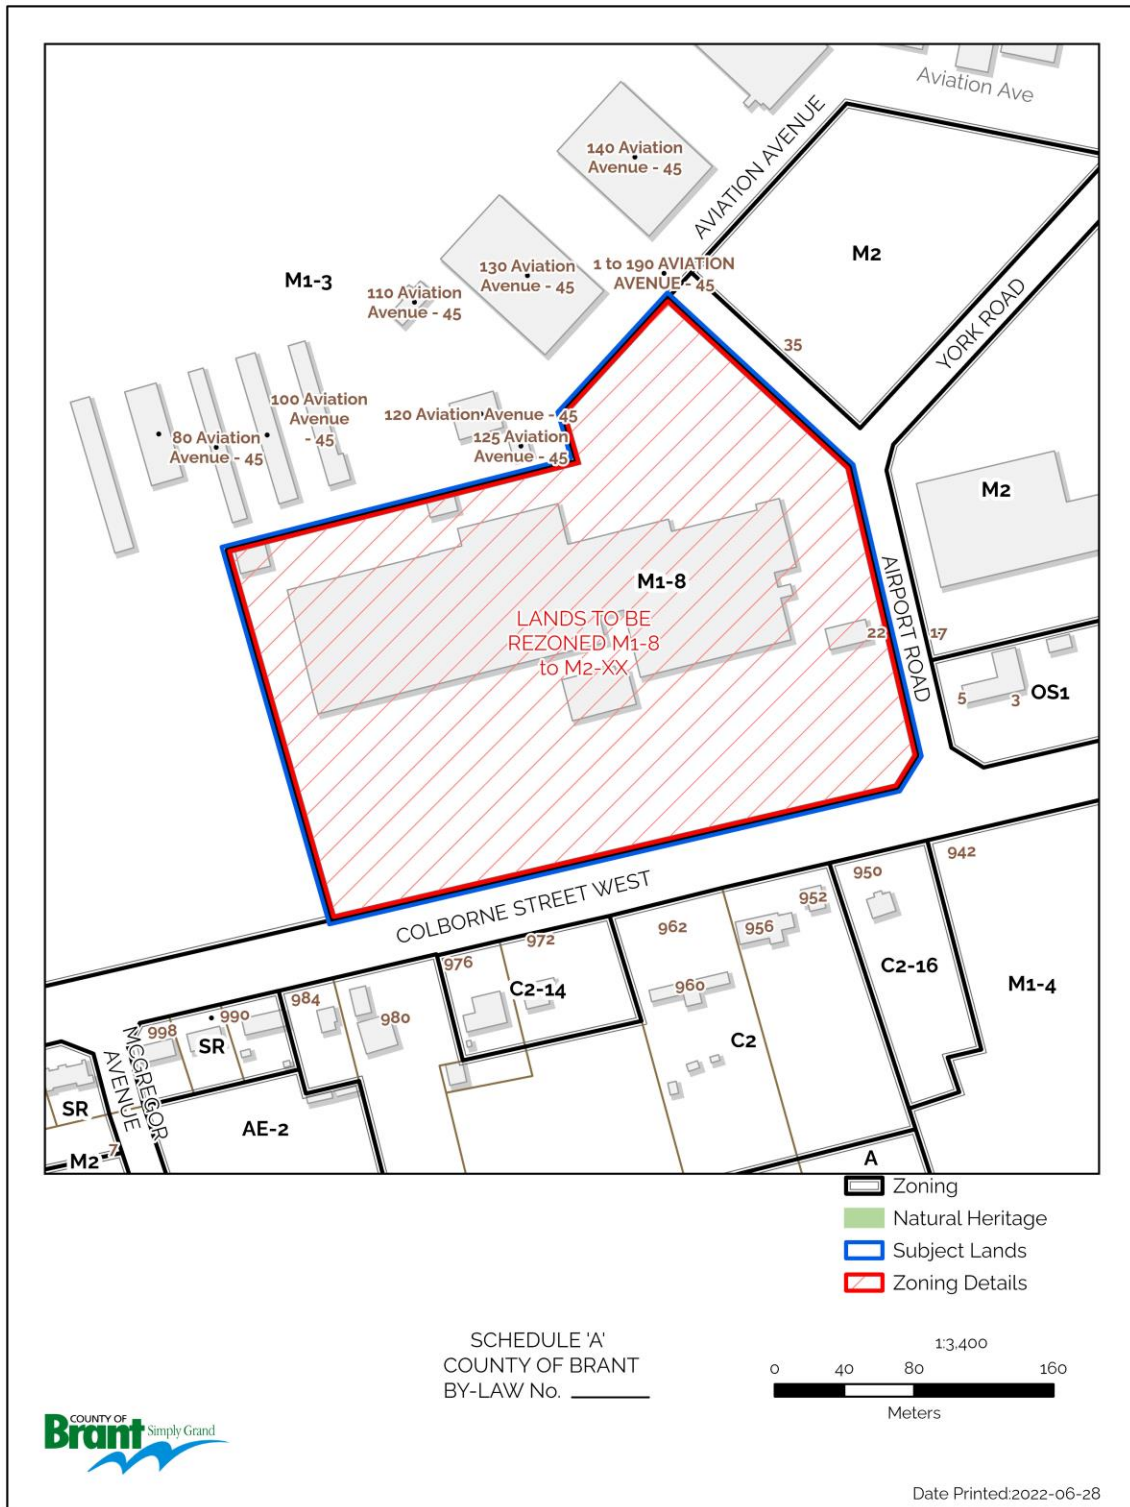 Aviation Ave
AVIATION AVENUE
140 Aviation
Avenue - 45
M2
1 to 190 AVIATION
AVENUE - 45
130 Aviation
Avenue - 45
M1-3
110 Aviation
Avenue - 45
YORK ROAD
35
100 Aviation
Avenue
- 45
120 Aviation Avenue - 45
80 Aviation
Avenue - 45
125 Aviation
Avenue - 45
M2
M1-8
LANDS TO BE
REZONED M1-8
to M2-XX
AIRPORT ROAD
22
17
5
3
OS1
COLBORNE STREET WEST
942
950
952
962
956
972
976
960
C2-14
C2-16
M1-4
984
980
990
998
SR
C2
MCGREGOR
AVENUE
SR
AE-2
7
M2
A
Zoning
Natural Heritage
Subject Lands
Zoning Details
SCHEDULE 'A'
COUNTY OF BRANT
BY-LAW No. ________
1:3,400
0 40 80 160
Meters
COUNTY OF
Brant Simply Grand
Date Printed:2022-06-28